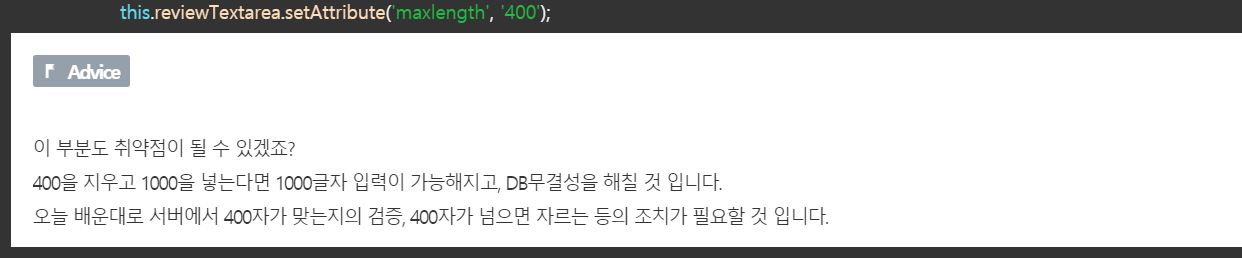 this.reviewTextarea.setAttribute('maxlength', '400');
Advice
이 부분도 취약점이 될 수 있겠죠?
400을 지우고 1000을 넣는다면 1000글자 입력이 가능해지고, DB무결성을 해칠 것 입니다.
오늘 배운대로 서버에서 400자가 맞는지의 검증, 400자가 넘으면 자르는 등의 조치가 필요할 것 입니다.